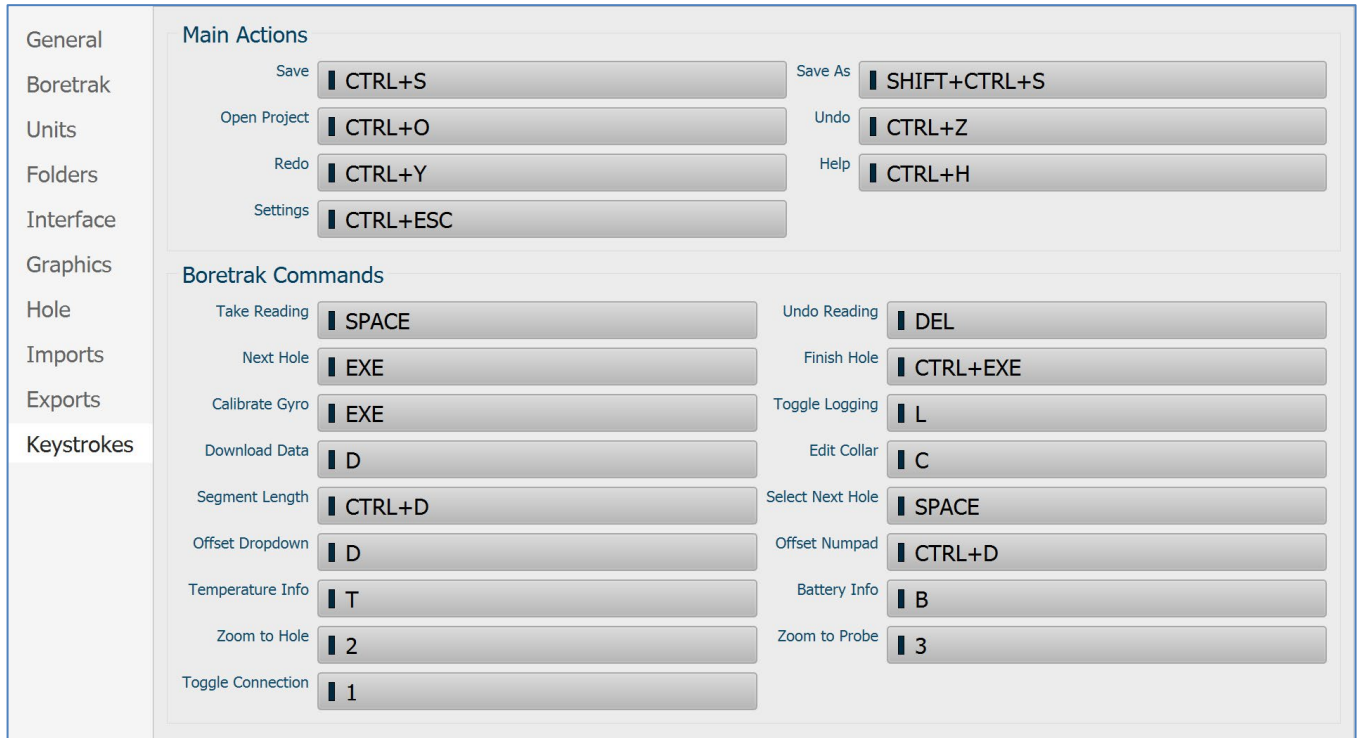 General
Boretrak
Units
Folders
Interface
Graphics
Hole
Imports
Exports
Keystrokes
Main Actions
Save CTRL+S Save As SHIFT+CTRL+S
Open Project CTRL+O Undo CTRL+Z
Redo CTRL+Y Help CTRL+H
Settings CTRL+ESC
Boretrak Commands
Take Reading SPACE Undo Reading DEL
Next Hole EXE Finish Hole CTRL+EXE
Calibrate Gyro EXE Toggle Logging L
Download Data D Edit Collar C
Segment Length CTRL+D Select Next Hole SPACE
Offset Dropdown D Offset Numpad CTRL+D
Temperature Info T Battery Info B
Zoom to Hole 2 Zoom to Probe 3
Toggle Connection 1